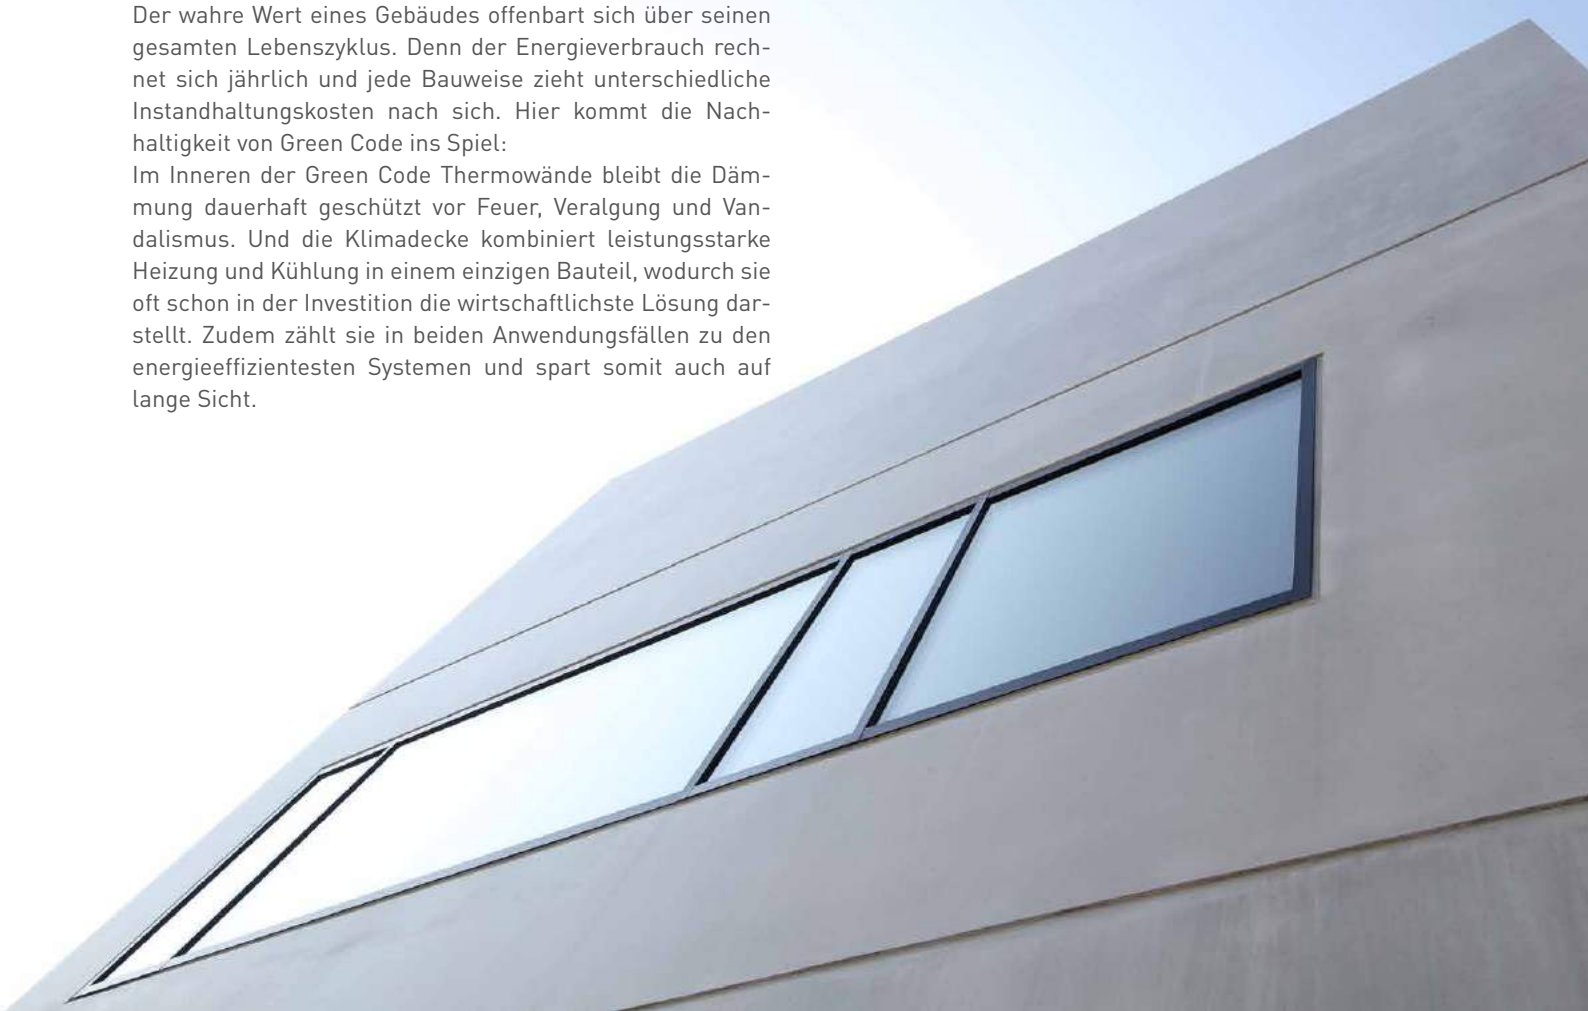 Der wahre Wert eines Gebäudes offenbart sich über seinen
gesamten Lebenszyklus. Denn der Energieverbrauch rech-
net sich jährlich und jede Bauweise zieht unterschiedliche
Instandhaltungskosten nach sich. Hier kommt die Nach-
haltigkeit von Green Code ins Spiel:
Im Inneren der Green Code Thermowände bleibt die Däm-
mung dauerhaft geschützt vor Feuer, Veralgung und Van-
dalismus. Und die Klimadecke kombiniert leistungsstarke
Heizung und Kühlung in einem einzigen Bauteil, wodurch sie
oft schon in der Investition die wirtschaftlichste Lösung dar-
stellt. Zudem zählt sie in beiden Anwendungsfällen zu den
energieeffizientesten Systemen und spart somit auch auf
lange Sicht.